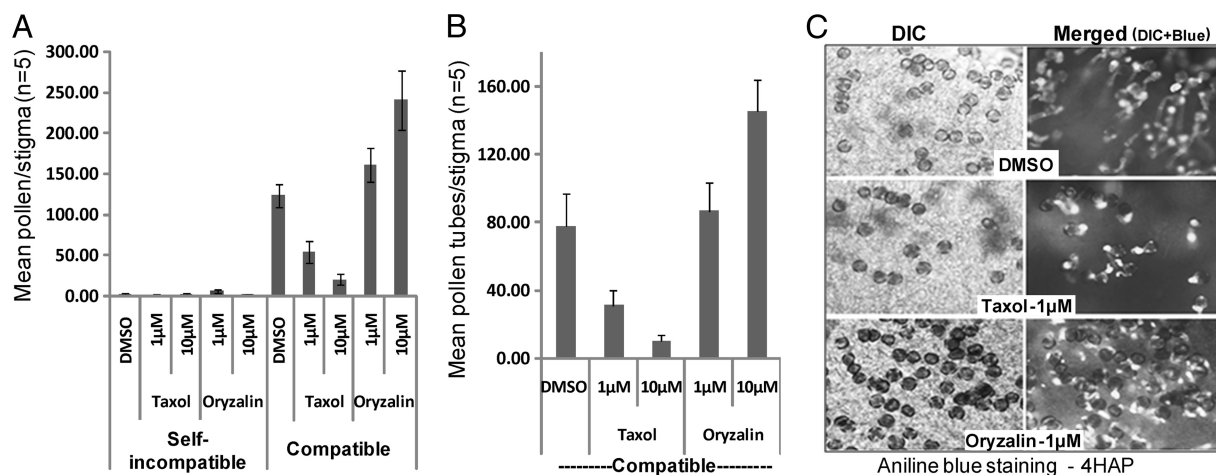 A
Mean pollen/stigma (n=5)
300.00
250.00
200.00
150.00
100.00
50.00
0.00
DMSO
1µM
10µM
1µM
10µM
DMSO
1µM
10µM
1µM
10µM
Taxol
Oryzalin
Taxol
Oryzalin
Self-
incompatible
Compatible
B
Mean pollen tubes/stigma (n=5)
160.00
120.00
80.00
40.00
0.00
DMSO
1µM
10µM
1µM
10µM
Taxol
Oryzalin
---------Compatible---------
C
DIC
Merged (DIC+Blue)
DMSO
Taxol-1µM
Oryzalin-1µM
Aniline blue staining - 4HAP